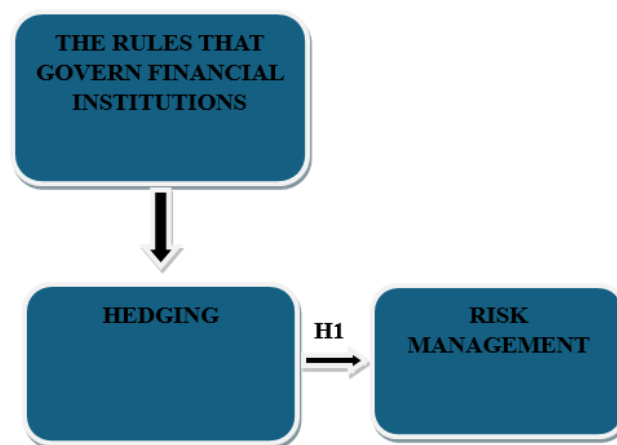 THE RULES THAT
GOVERN FINANCIAL
INSTITUTIONS
HEDGING
H1
RISK
MANAGEMENT